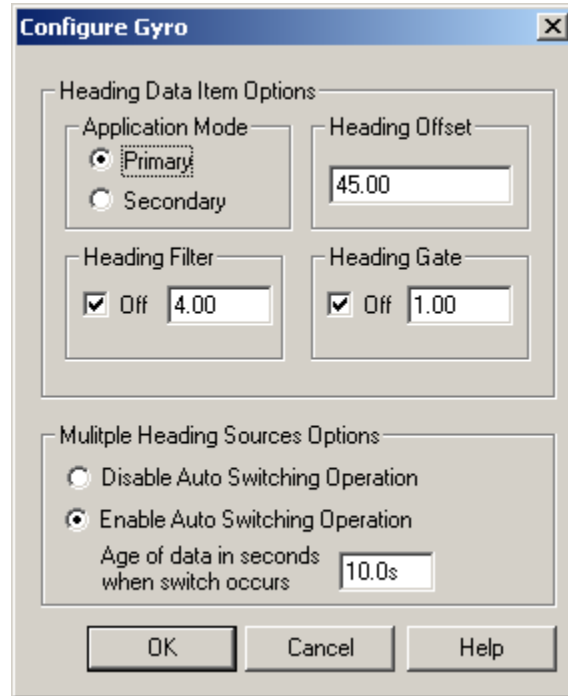 Configure Gyro
Heading Data Item Options
Application Mode
Primary
Secondary
Heading Offset
45.00
Heading Filter
Off 4.00
Heading Gate
Off 1.00
Mulitple Heading Sources Options
Disable Auto Switching Operation
Enable Auto Switching Operation
Age of data in seconds
when switch occurs
10.0s
OK
Cancel
Help